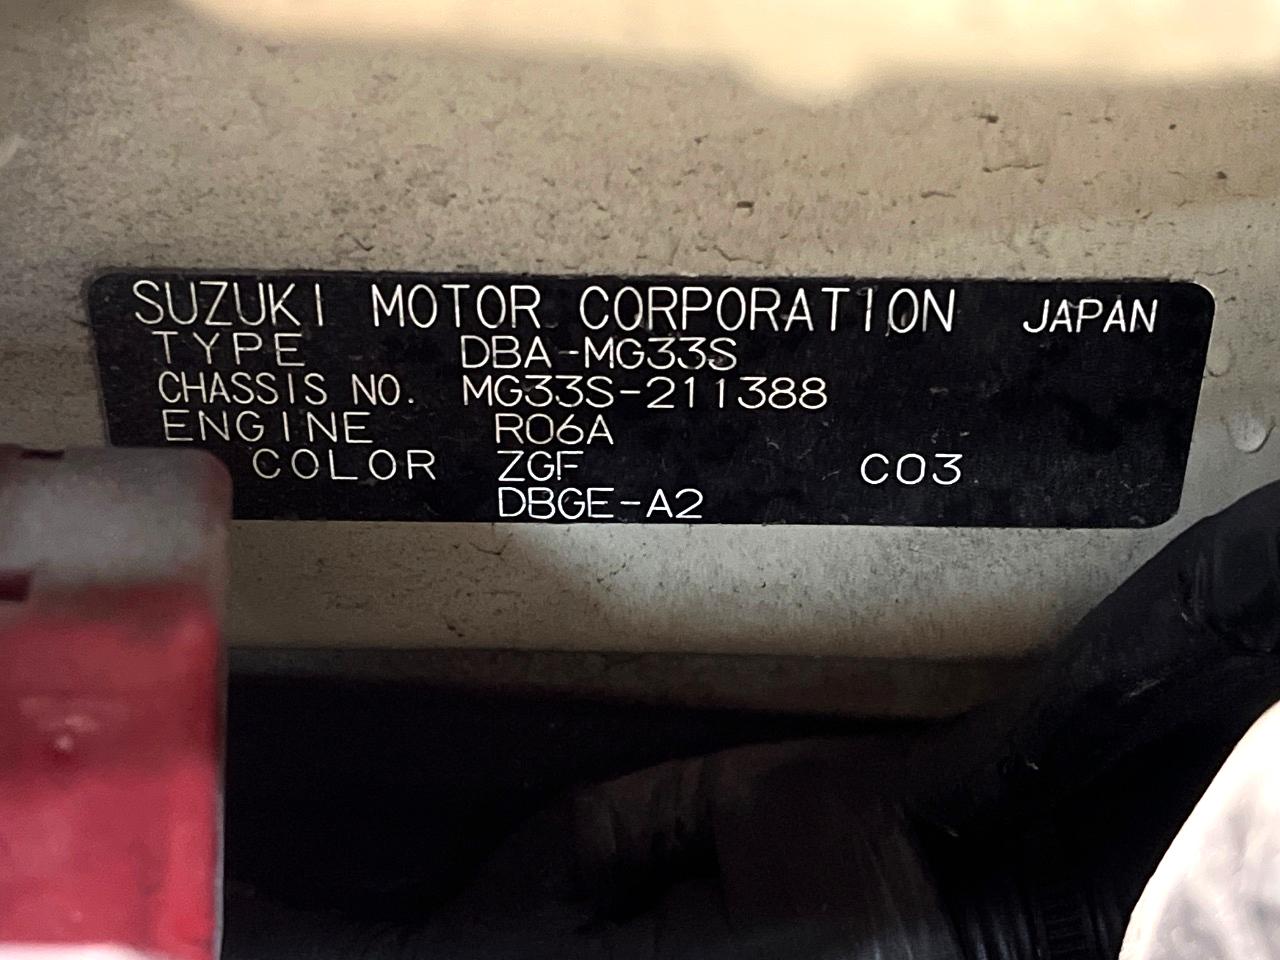 SUZUKI MOTOR CORPORATION JAPAN
TYPE DBA-MG33S
CHASSIS NO. MG33S-211388
ENGINE R06A
COLOR ZGF C03
DBGE-A2